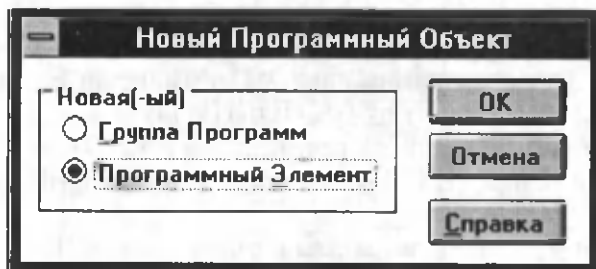 Новый Программный Объект
Новая(-ый)
Группа Программ
Программный Элемент
OK
Отмена
Справка